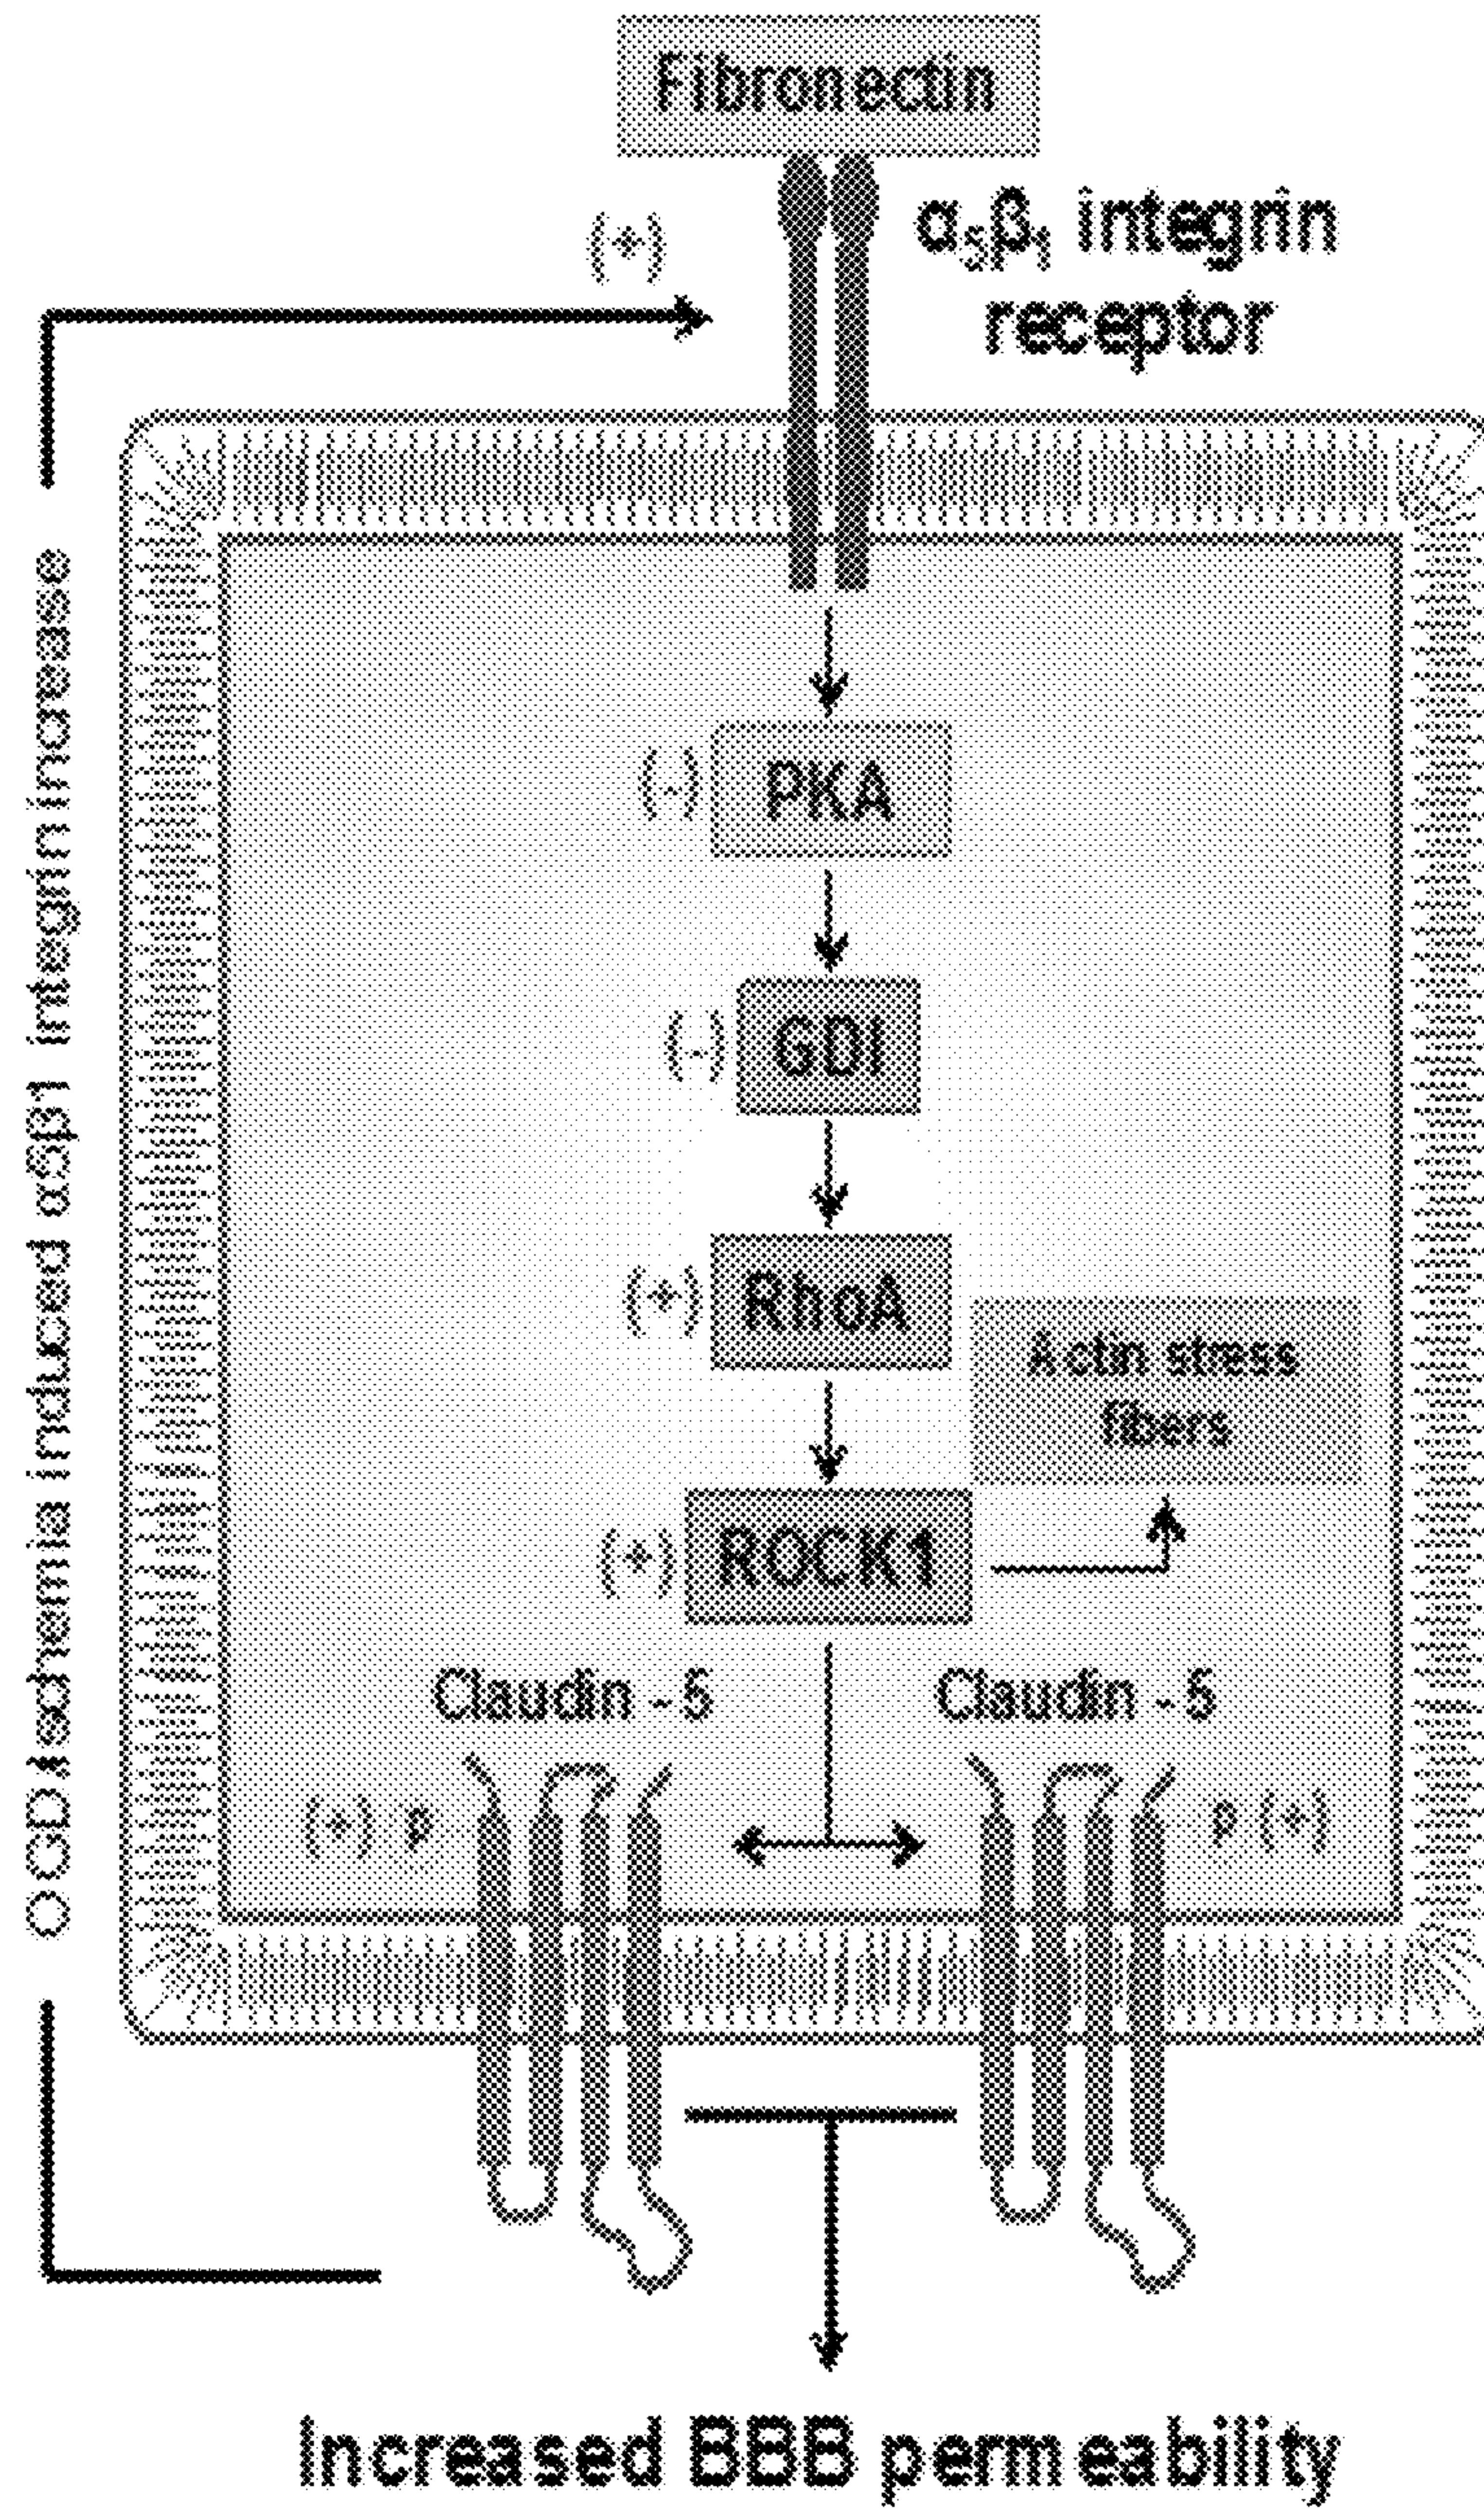 Fibronectin
(+)
α5β1 integrin
receptor
OGD/ischemia induced α5β1 integrin increase
(-) PKA
(-) GDI
(+) RhoA
Actin stress
fibers
(+) ROCK1
Claudin - 5 Claudin - 5
(+) p p (+)
Increased BBB permeability